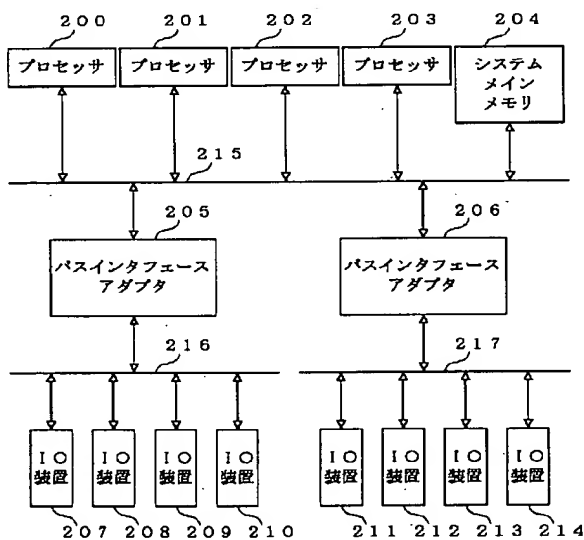 200 201 202 203 204
プロセッサ プロセッサ プロセッサ プロセッサ システム
メイン
メモリ
215
205 206
バスインタフェース
アダプタ
バスインタフェース
アダプタ
216 217
IO
装置
IO
装置
IO
装置
IO
装置
IO
装置
IO
装置
IO
装置
IO
装置
207 208 209 210 211 212 213 214